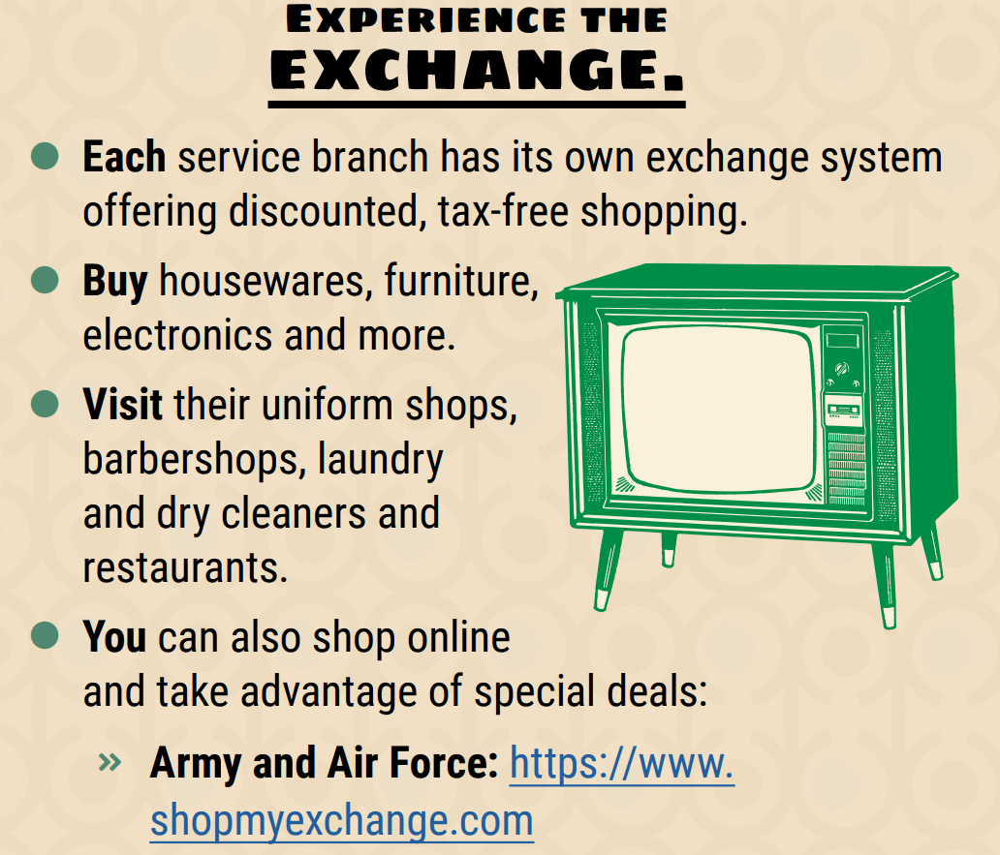 EXPERIENCE THE
EXCHANGE.
Each service branch has its own exchange system
offering discounted, tax-free shopping.
Buy housewares, furniture,
electronics and more.
Visit their uniform shops,
barbershops, laundry
and dry cleaners and
restaurants.
You can also shop online
and take advantage of special deals:
» Army and Air Force: https://www.
shopmyexchange.com